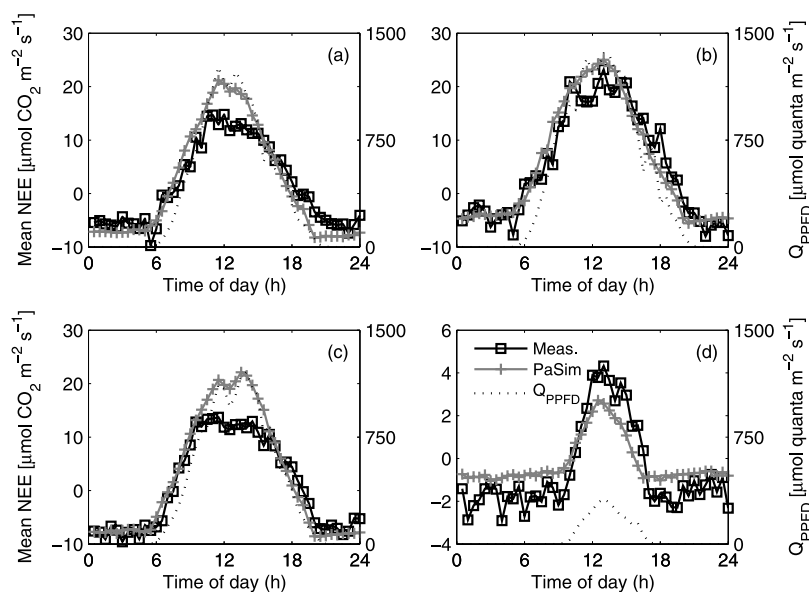 30
20
10
0
−10
1500
750
0
(a)
0 6 12 18 24
Time of day (h)
Mean NEE [µmol CO2 m−2 s−1]
30
20
10
0
−10
1500
750
0
(b)
0 6 12 18 24
Time of day (h)
QPPFD [µmol quanta m−2 s−1]
30
20
10
0
−10
1500
750
0
(c)
0 6 12 18 24
Time of day (h)
Mean NEE [µmol CO2 m−2 s−1]
6
4
2
0
−2
−4
1500
750
0
(d)
Meas.
PaSim
QPPFD
0 6 12 18 24
Time of day (h)
QPPFD [µmol quanta m−2 s−1]